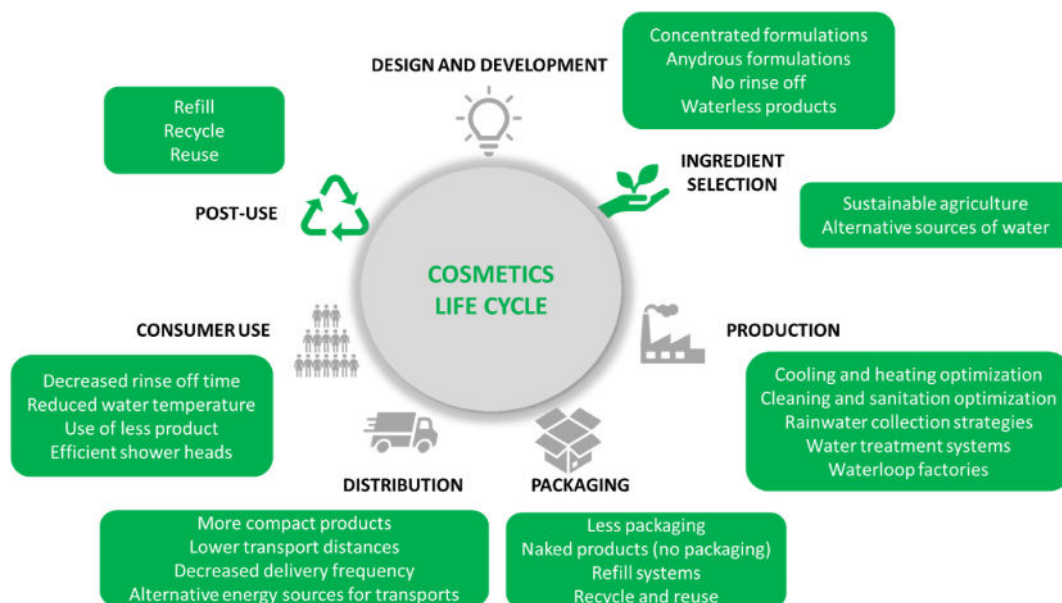 DESIGN AND DEVELOPMENT
Concentrated formulations
Anydrous formulations
No rinse off
Waterless products
INGREDIENT
SELECTION
Sustainable agriculture
Alternative sources of water
PRODUCTION
Cooling and heating optimization
Cleaning and sanitation optimization
Rainwater collection strategies
Water treatment systems
Waterloop factories
PACKAGING
Less packaging
Naked products (no packaging)
Refill systems
Recycle and reuse
DISTRIBUTION
More compact products
Lower transport distances
Decreased delivery frequency
Alternative energy sources for transports
CONSUMER USE
Decreased rinse off time
Reduced water temperature
Use of less product
Efficient shower heads
POST-USE
Refill
Recycle
Reuse
COSMETICS
LIFE CYCLE